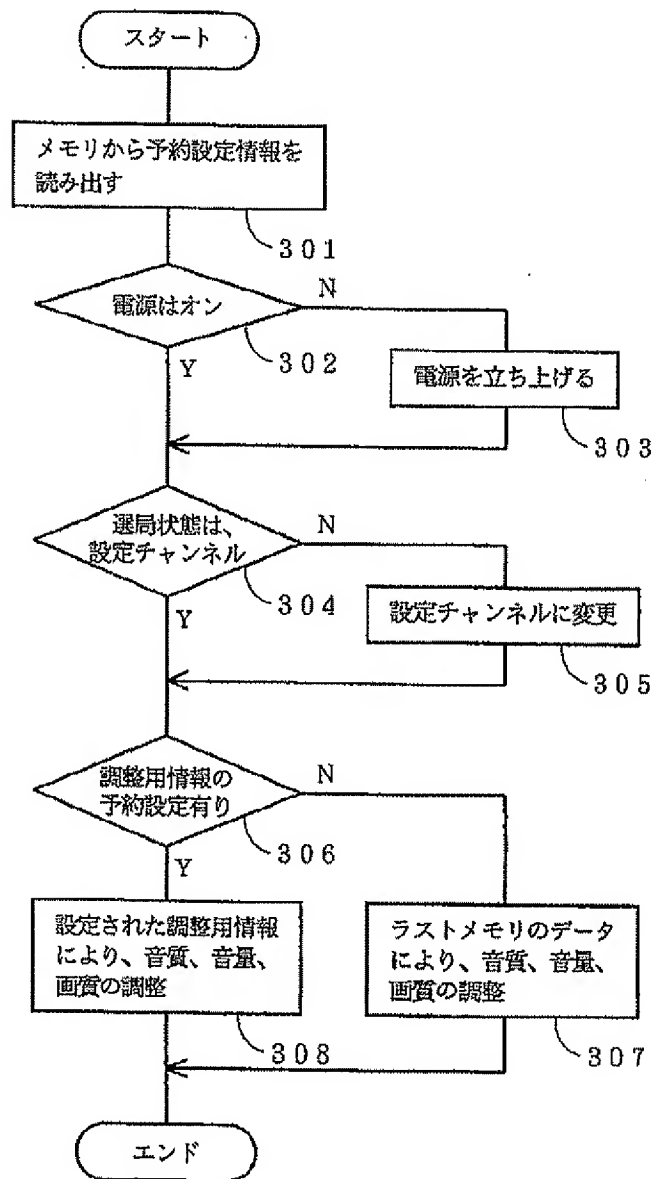 スタート
メモリから予約設定情報を
読み出す
301
電源はオン
N
302
Y
電源を立ち上げる
303
選局状態は、
設定チャンネル
N
304
Y
設定チャンネルに変更
305
調整用情報の
予約設定有り
N
306
Y
設定された調整用情報
により、音質、音量、
画質の調整
308
ラストメモリのデータ
により、音質、音量、
画質の調整
307
エンド